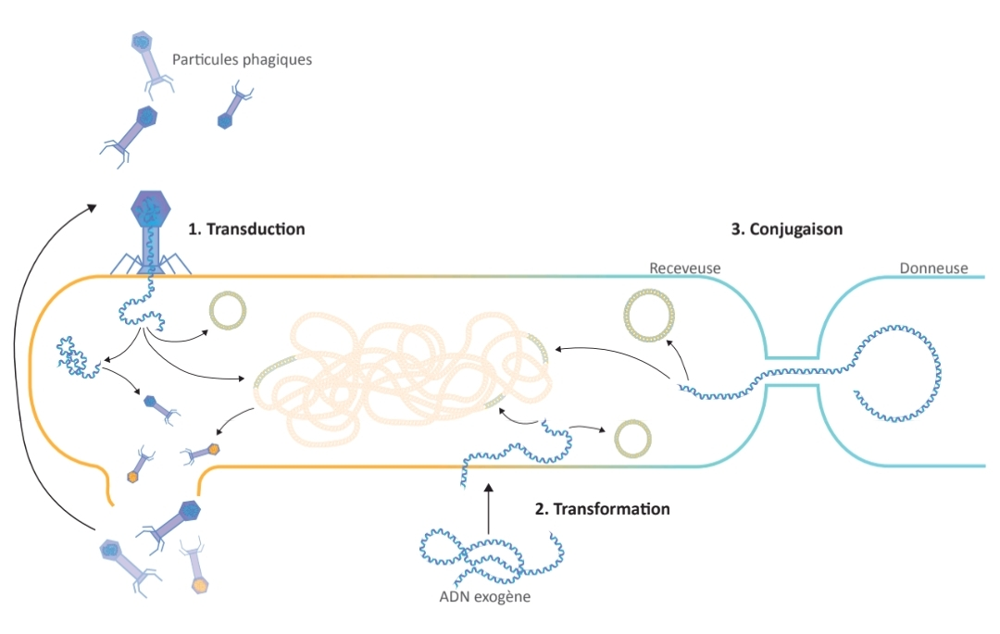 Particules phagiques
1. Transduction
3. Conjugaison
Receveuse
Donneuse
2. Transformation
ADN exogène